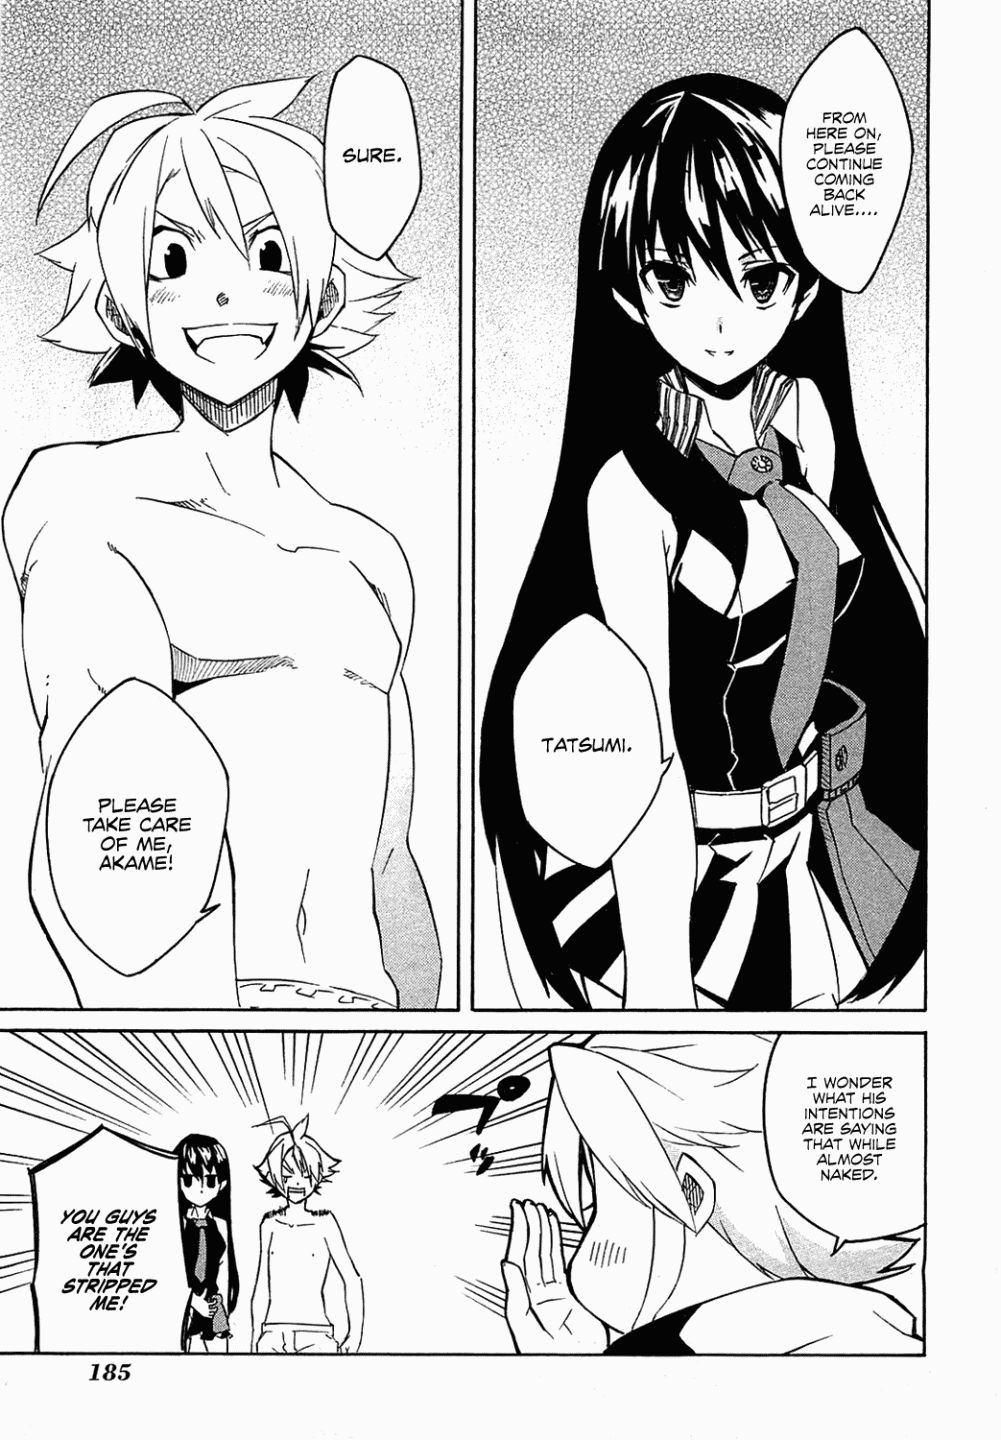 FROM
HERE ON,
PLEASE
CONTINUE
COMING
BACK
ALIVE....
TATSUMI.
SURE.
PLEASE
TAKE CARE
OF ME,
AKAME!
I WONDER
WHAT HIS
INTENTIONS
ARE SAYING
THAT WHILE
ALMOST
NAKED.
プ
YOU GUYS
ARE THE
ONE'S
THAT
STRIPPED
ME!
185